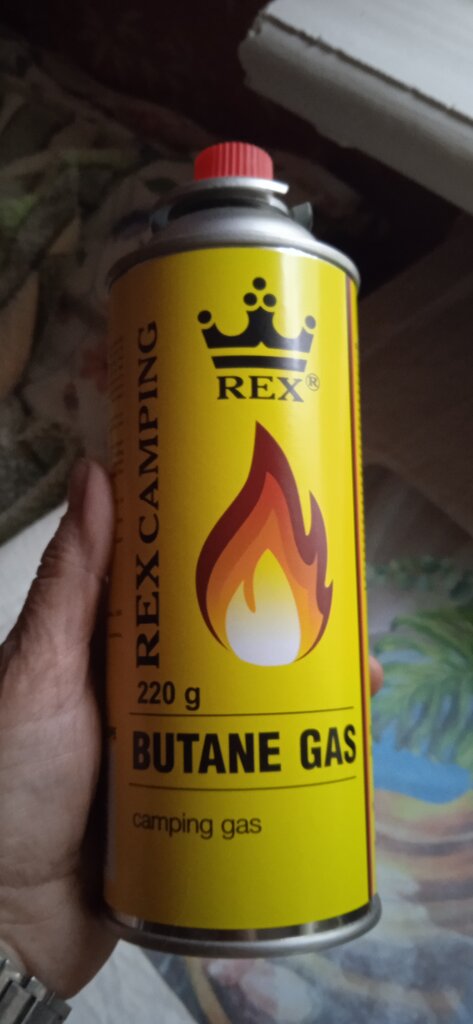 REX®
REX CAMPING
220 g
BUTANE GAS
camping gas